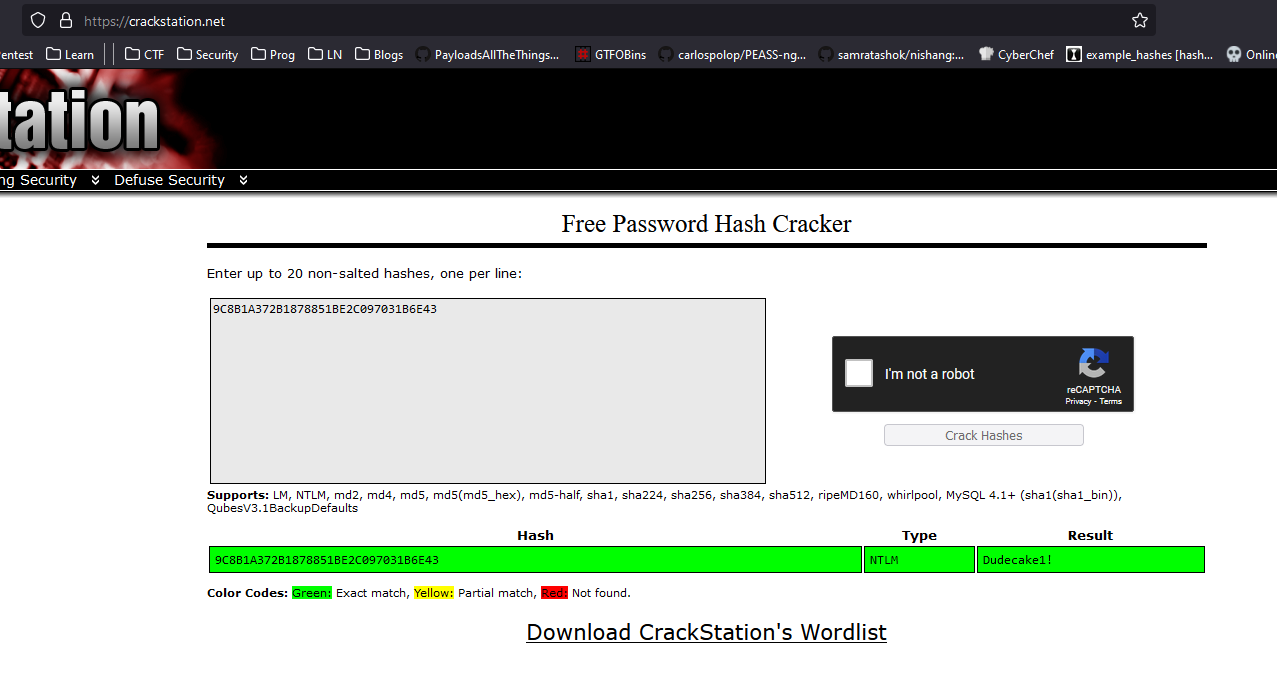 https://crackstation.net
entest Learn CTF Security Prog LN Blogs PayloadsAllTheThings... GTFOBins carlospolop/PEASS-ng... samratashok/nishang:... CyberChef example_hashes [hash... Onlin
tation
ng Security Defuse Security
Free Password Hash Cracker
Enter up to 20 non-salted hashes, one per line:
9C8B1A372B1878851BE2C097031B6E43
I'm not a robot
reCAPTCHA
Privacy - Terms
Crack Hashes
Supports: LM, NTLM, md2, md4, md5, md5(md5_hex), md5-half, sha1, sha224, sha256, sha384, sha512, ripeMD160, whirlpool, MySQL 4.1+ (sha1(sha1_bin)),
QubesV3.1BackupDefaults
Hash Type Result
9C8B1A372B1878851BE2C097031B6E43 NTLM Dudecake1!
Color Codes: Green: Exact match, Yellow: Partial match, Red: Not found.
Download CrackStation's Wordlist